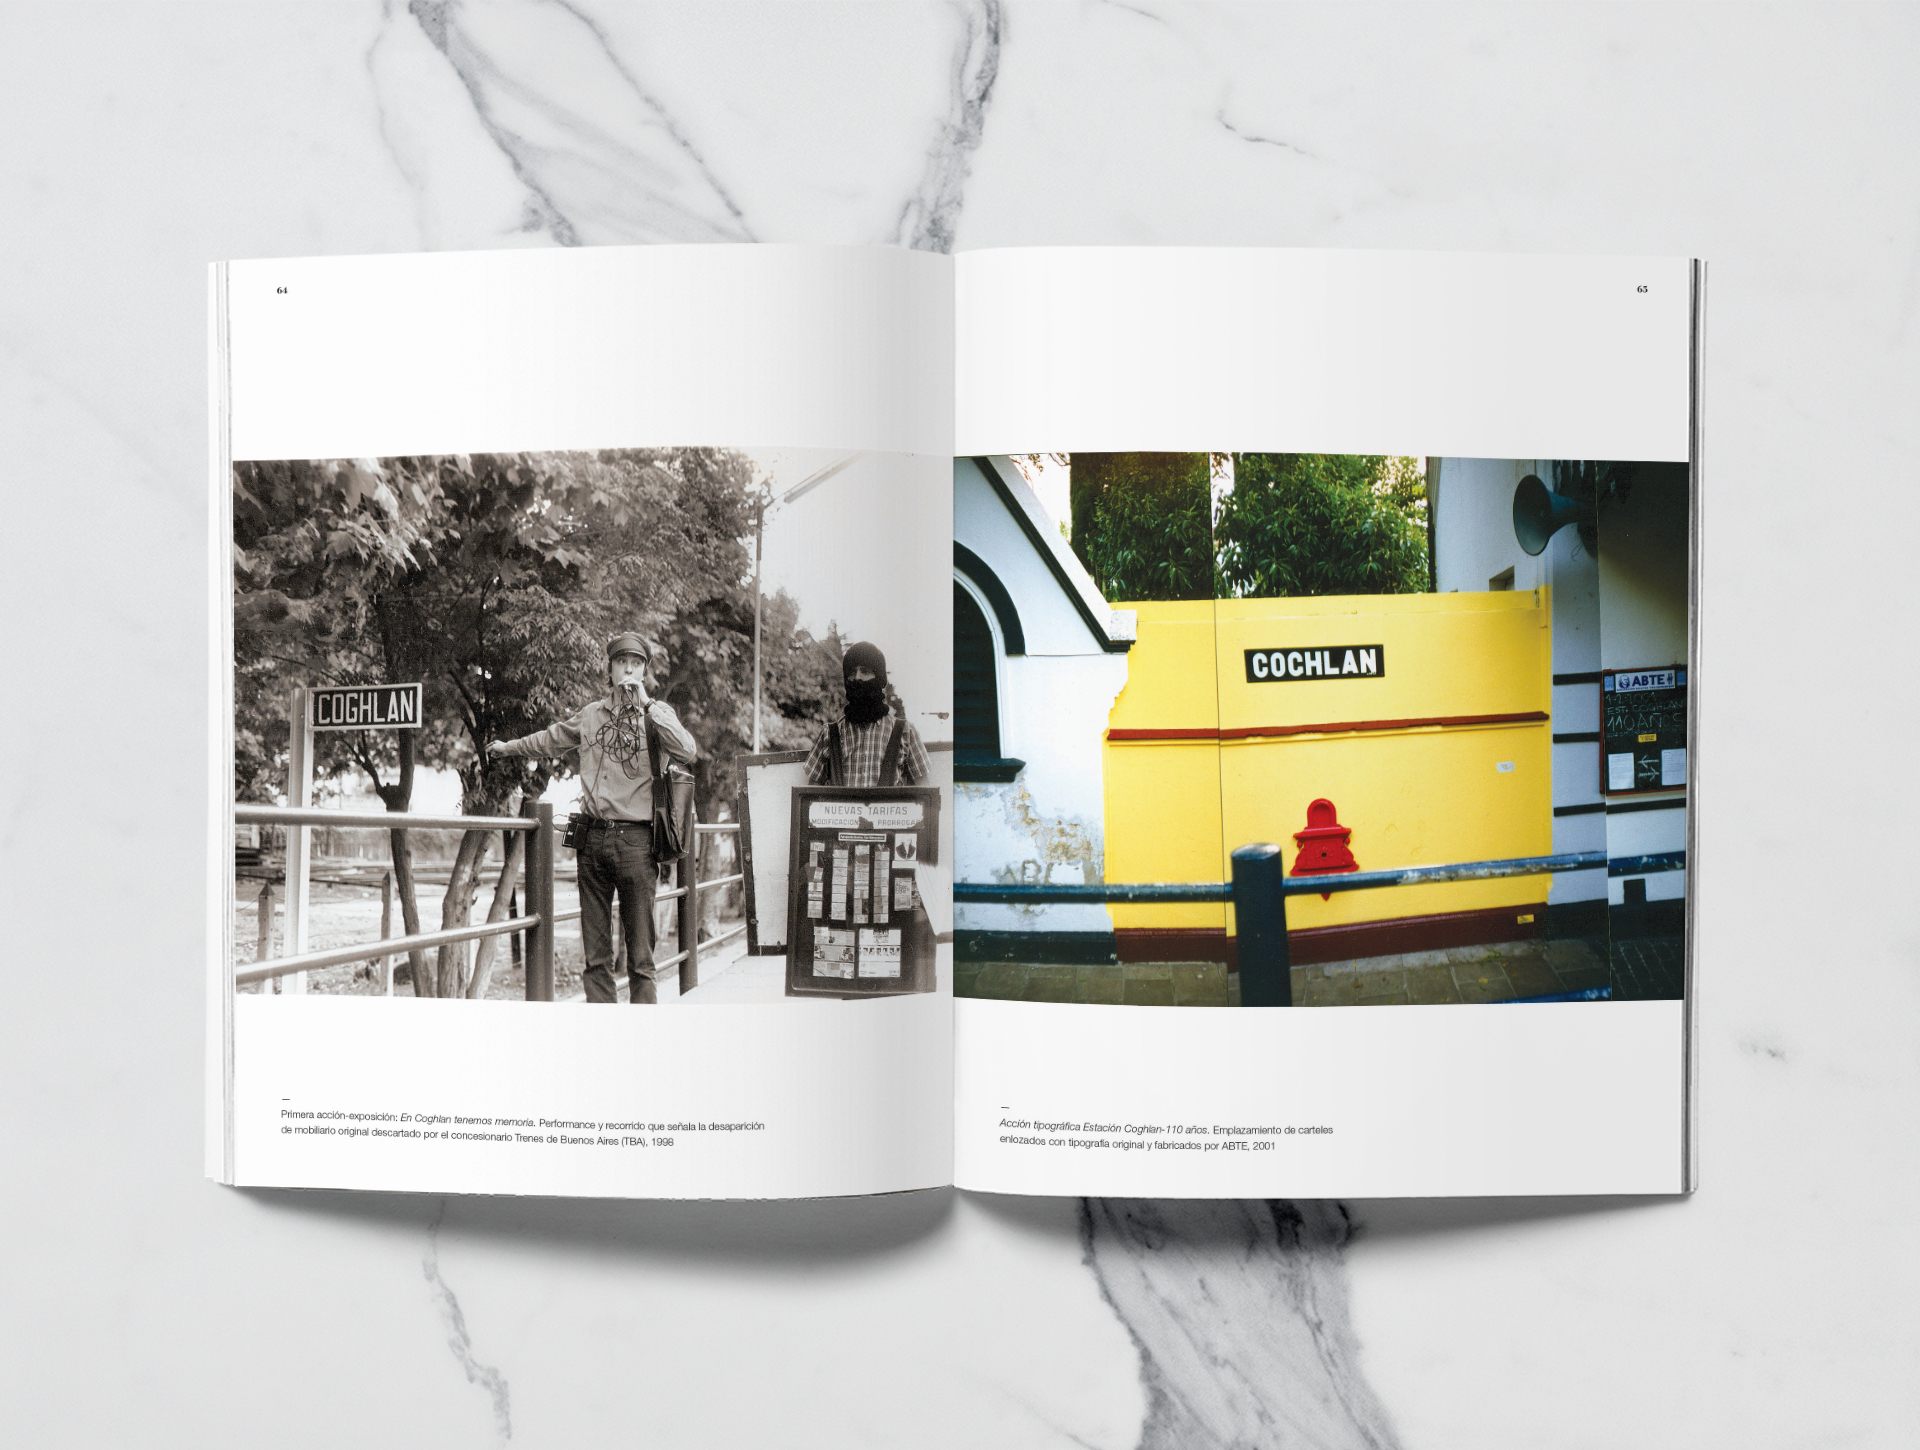 64
65
COGHLAN
NUEVAS TARIFAS
MODIFICACION PRORROGA
COCHLAN
ABTE
EST. COGHLAN
110 AÑOS
Primera acción-exposición: En Coghlan tenemos memoria. Performance y recorrido que señala la desaparición
de mobiliario original descartado por el concesionario Trenes de Buenos Aires (TBA), 1998
Acción tipográfica Estación Coghlan-110 años. Emplazamiento de carteles
enlozados con tipografía original y fabricados por ABTE, 2001